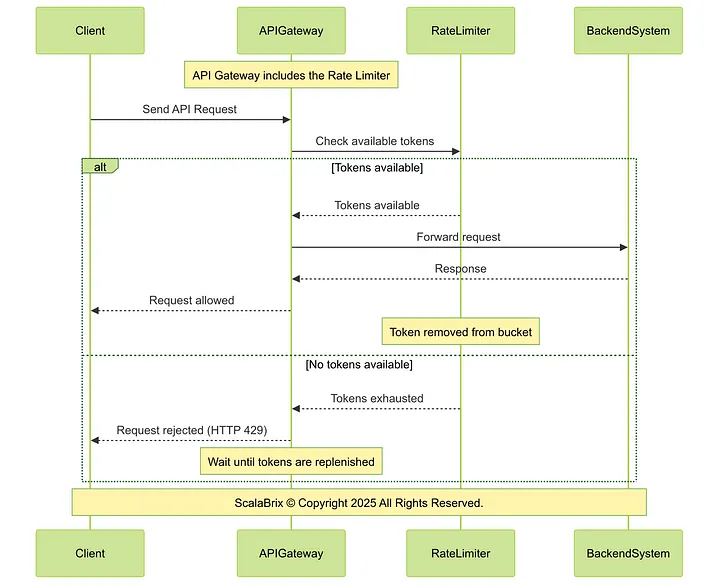 Client
APIGateway
RateLimiter
BackendSystem
API Gateway includes the Rate Limiter
Send API Request
Check available tokens
alt
[Tokens available]
Tokens available
Forward request
Response
Request allowed
Token removed from bucket
[No tokens available]
Tokens exhausted
Request rejected (HTTP 429)
Wait until tokens are replenished
ScalaBrix © Copyright 2025 All Rights Reserved.
Client
APIGateway
RateLimiter
BackendSystem